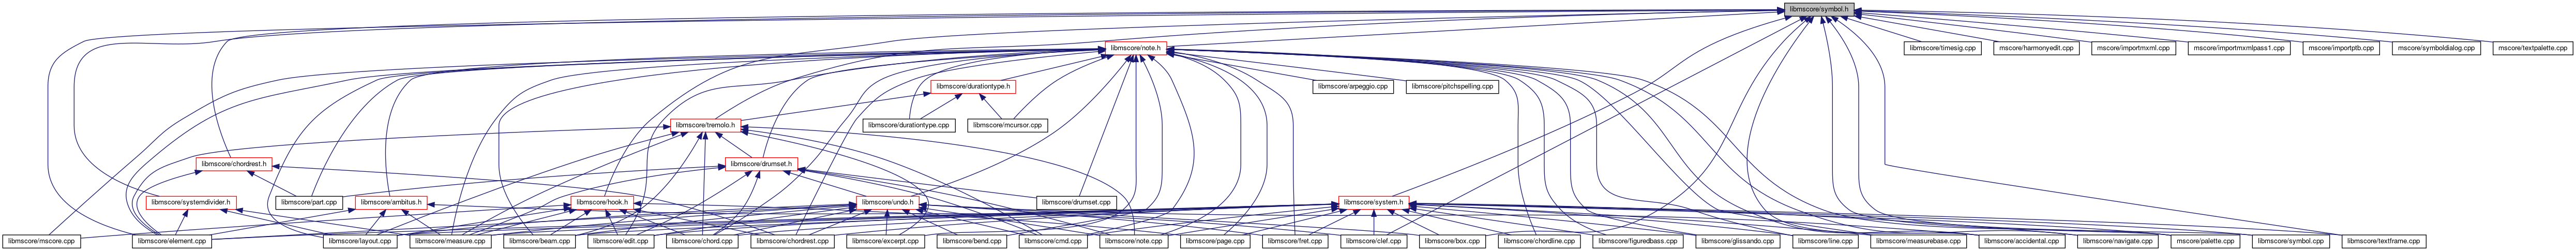 libmscore/symbol.h
libmscore/note.h
libmscore/timesig.cpp
mscore/harmonyedit.cpp
mscore/importmxml.cpp
mscore/importmxmlpass1.cpp
mscore/importptb.cpp
mscore/symboldialog.cpp
mscore/textpalette.cpp
libmscore/durationtype.h
libmscore/arpeggio.cpp
libmscore/pitchspelling.cpp
libmscore/tremolo.h
libmscore/durationtype.cpp
libmscore/mcursor.cpp
libmscore/chordrest.h
libmscore/drumset.h
libmscore/systemdivider.h
libmscore/part.cpp
libmscore/ambitus.h
libmscore/hook.h
libmscore/undo.h
libmscore/drumset.cpp
libmscore/system.h
libmscore/mscore.cpp
libmscore/element.cpp
libmscore/layout.cpp
libmscore/measure.cpp
libmscore/beam.cpp
libmscore/edit.cpp
libmscore/chord.cpp
libmscore/chordrest.cpp
libmscore/excerpt.cpp
libmscore/bend.cpp
libmscore/cmd.cpp
libmscore/note.cpp
libmscore/page.cpp
libmscore/fret.cpp
libmscore/clef.cpp
libmscore/box.cpp
libmscore/chordline.cpp
libmscore/figuredbass.cpp
libmscore/glissando.cpp
libmscore/line.cpp
libmscore/measurebase.cpp
libmscore/accidental.cpp
libmscore/navigate.cpp
mscore/palette.cpp
libmscore/symbol.cpp
libmscore/textframe.cpp